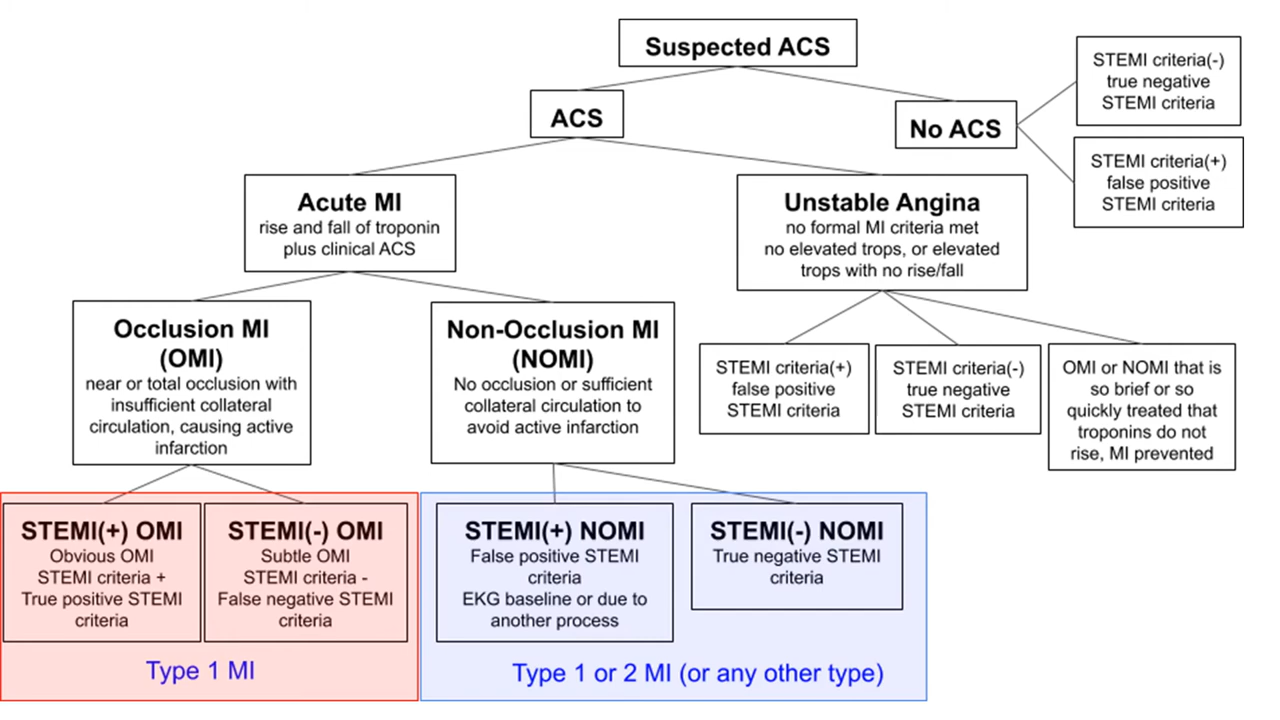 Suspected ACS
ACS
No ACS
STEMI criteria(-)
true negative
STEMI criteria
STEMI criteria(+)
false positive
STEMI criteria
Acute MI
rise and fall of troponin
plus clinical ACS
Unstable Angina
no formal MI criteria met
no elevated trops, or elevated
trops with no rise/fall
Occlusion MI
(OMI)
near or total occlusion with
insufficient collateral
circulation, causing active
infarction
Non-Occlusion MI
(NOMI)
No occlusion or sufficient
collateral circulation to
avoid active infarction
STEMI criteria(+)
false positive
STEMI criteria
STEMI criteria(-)
true negative
STEMI criteria
OMI or NOMI that is
so brief or so
quickly treated that
troponins do not
rise, MI prevented
STEMI(+) OMI
Obvious OMI
STEMI criteria +
True positive STEMI
criteria
STEMI(-) OMI
Subtle OMI
STEMI criteria -
False negative STEMI
criteria
STEMI(+) NOMI
False positive STEMI
criteria
EKG baseline or due to
another process
STEMI(-) NOMI
True negative STEMI
criteria
Type 1 MI
Type 1 or 2 MI (or any other type)